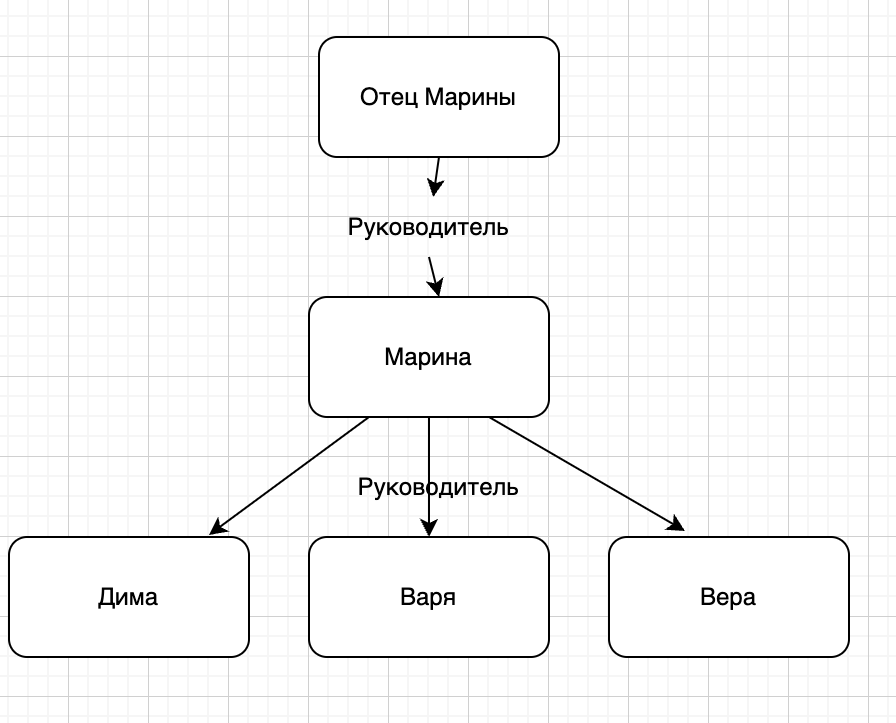 Отец Марины
Руководитель
Марина
Руководитель
Дима
Варя
Вера